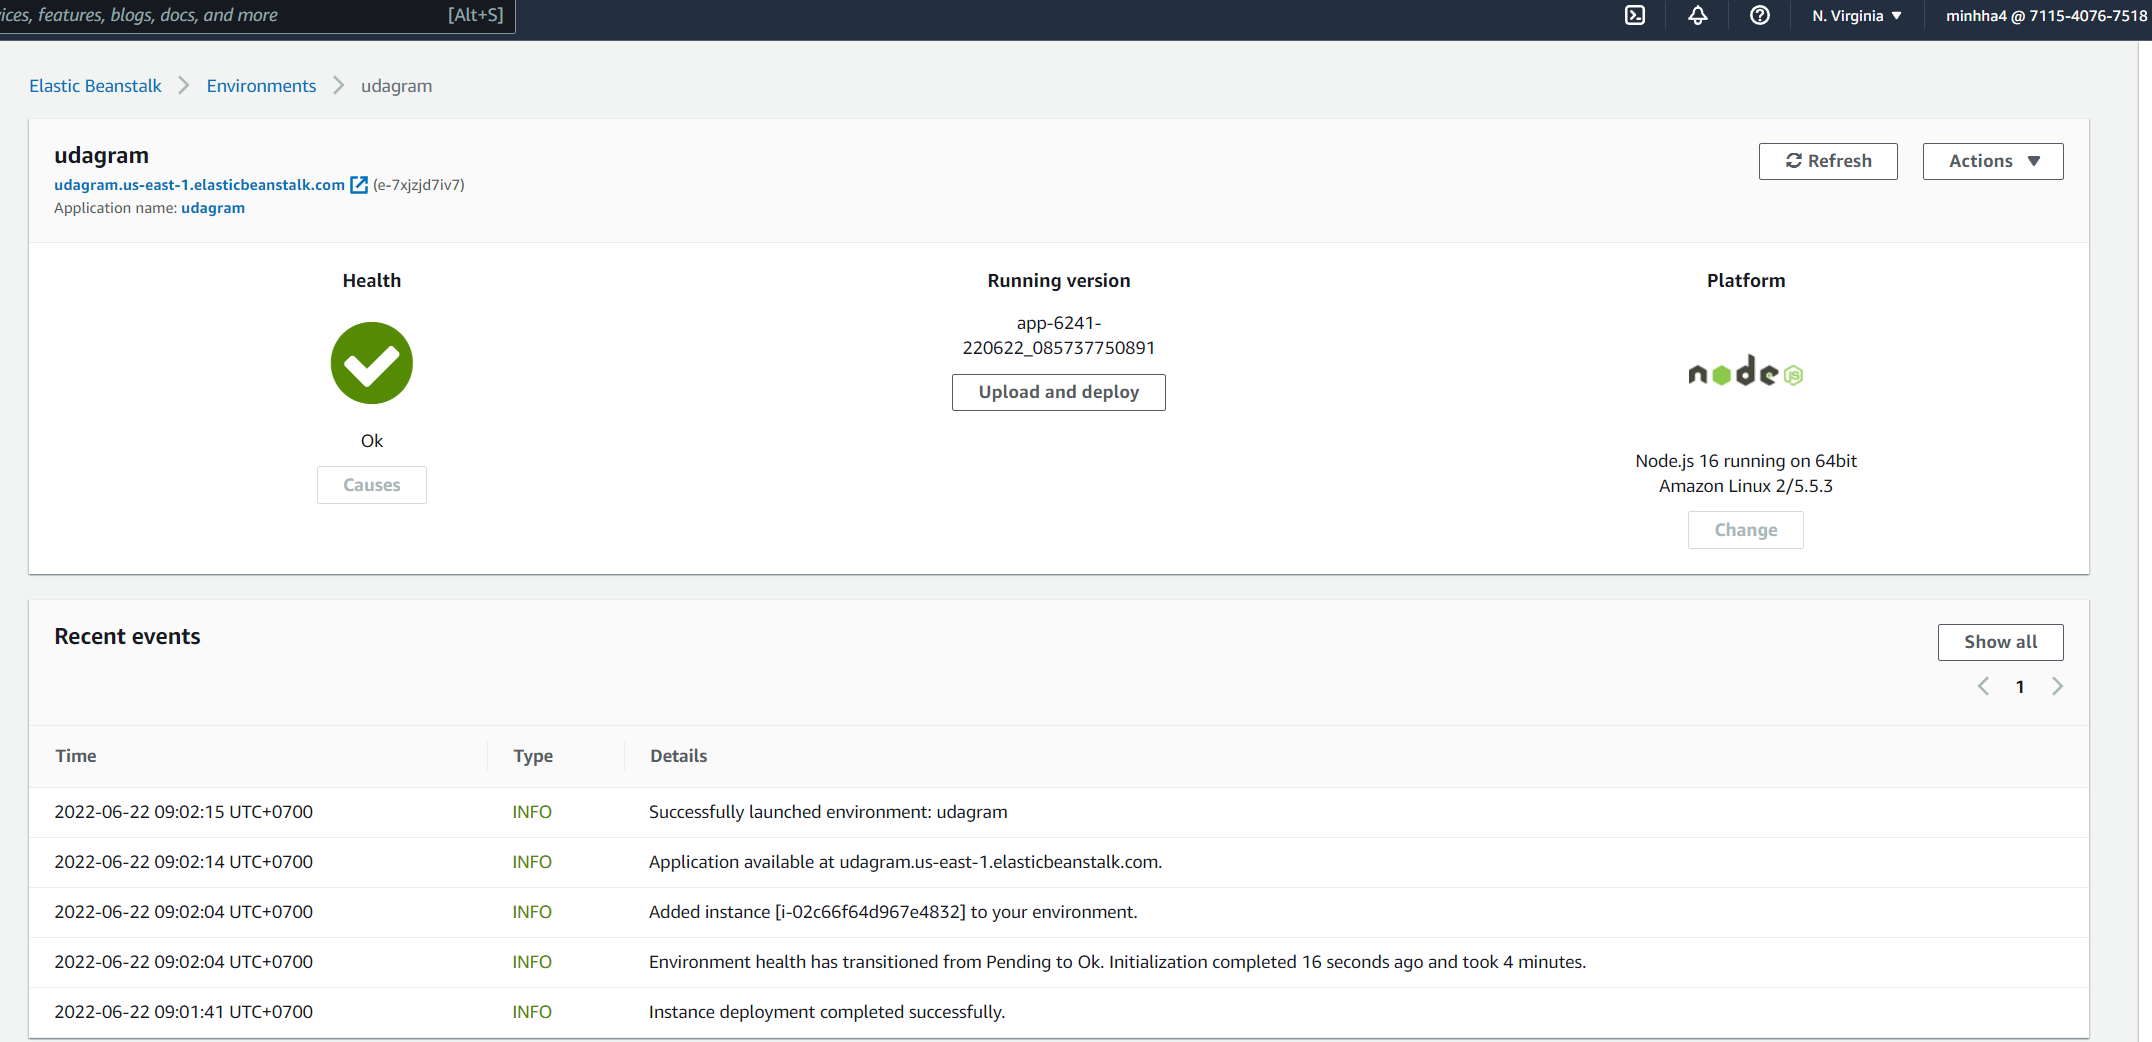 ices, features, blogs, docs, and more [Alt+S] N. Virginia minhha4 @ 7115-4076-7518
Elastic Beanstalk Environments udagram
udagram
Refresh Actions
udagram.us-east-1.elasticbeanstalk.com (e-7xjzjd7iv7)
Application name: udagram
Health Running version Platform
app-6241-
220622_085737750891
node JS
Upload and deploy
Ok
Node.js 16 running on 64bit
Amazon Linux 2/5.5.3
Causes
Change
Recent events
Show all
1
Time Type Details
2022-06-22 09:02:15 UTC+0700 INFO Successfully launched environment: udagram
2022-06-22 09:02:14 UTC+0700 INFO Application available at udagram.us-east-1.elasticbeanstalk.com.
2022-06-22 09:02:04 UTC+0700 INFO Added instance [i-02c66f64d967e4832] to your environment.
2022-06-22 09:02:04 UTC+0700 INFO Environment health has transitioned from Pending to Ok. Initialization completed 16 seconds ago and took 4 minutes.
2022-06-22 09:01:41 UTC+0700 INFO Instance deployment completed successfully.